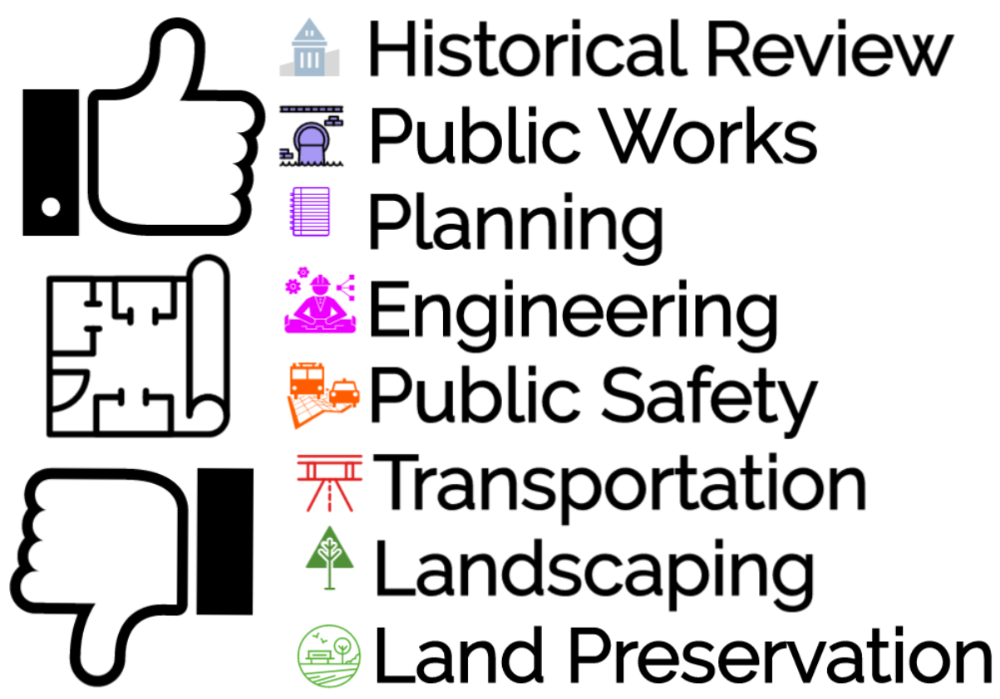 Historical Review
Public Works
Planning
Engineering
Public Safety
Transportation
Landscaping
Land Preservation